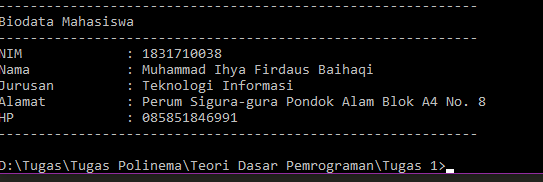 ------------------------------------------------------------
Biodata Mahasiswa
------------------------------------------------------------
NIM             : 1831710038
Nama            : Muhammad Ihya Firdaus Baihaqi
Jurusan         : Teknologi Informasi
Alamat          : Perum Sigura-gura Pondok Alam Blok A4 No. 8
HP              : 085851846991
------------------------------------------------------------
D:\Tugas\Tugas Polinema\Teori Dasar Pemrograman\Tugas 1>_